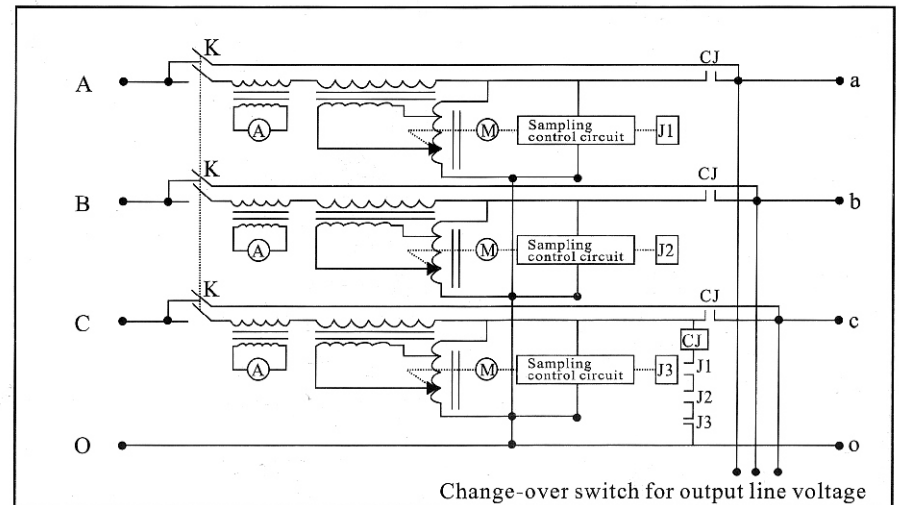 K
CJ
A
a
A
M
Sampling
control circuit
J1
K
CJ
B
b
A
M
Sampling
control circuit
J2
K
CJ
C
c
CJ
A
M
Sampling
control circuit
J3
J1
J2
J3
O
o
Change-over switch for output line voltage